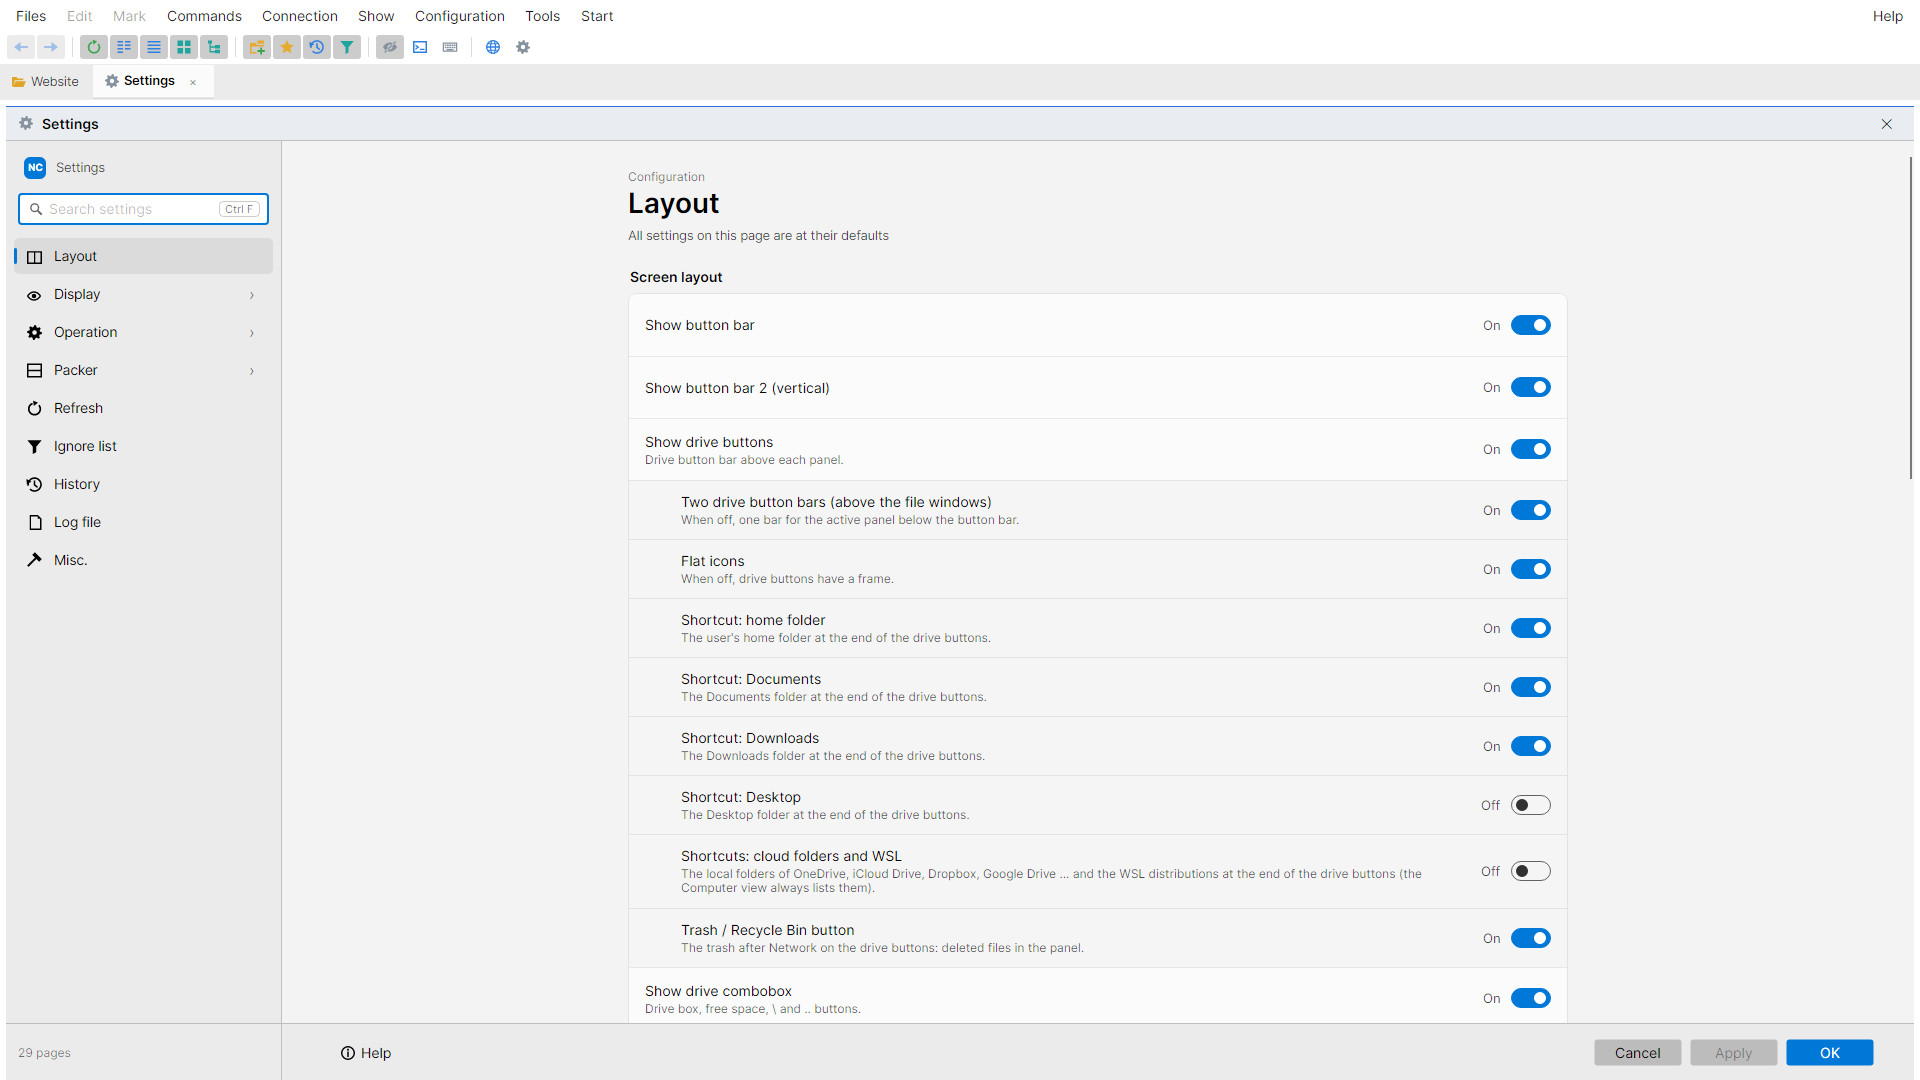 Files Edit Mark Commands Connection Show Configuration Tools Start Help
Website Settings ×
Settings
NC Settings
Search settings Ctrl F
Layout
Display
Operation
Packer
Refresh
Ignore list
History
Log file
Misc.
29 pages
Configuration
Layout
All settings on this page are at their defaults
Screen layout
Show button bar On
Show button bar 2 (vertical) On
Show drive buttons On
Drive button bar above each panel.
Two drive button bars (above the file windows) On
When off, one bar for the active panel below the button bar.
Flat icons On
When off, drive buttons have a frame.
Shortcut: home folder On
The user's home folder at the end of the drive buttons.
Shortcut: Documents On
The Documents folder at the end of the drive buttons.
Shortcut: Downloads On
The Downloads folder at the end of the drive buttons.
Shortcut: Desktop Off
The Desktop folder at the end of the drive buttons.
Shortcuts: cloud folders and WSL Off
The local folders of OneDrive, iCloud Drive, Dropbox, Google Drive ... and the WSL distributions at the end of the drive buttons (the
Computer view always lists them).
Trash / Recycle Bin button On
The trash after Network on the drive buttons: deleted files in the panel.
Show drive combobox On
Drive box, free space, \ and .. buttons.
Help Cancel Apply OK